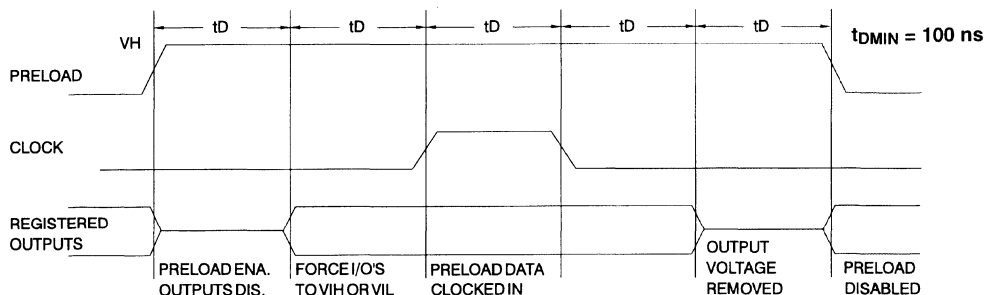 tD tD tD tD tD
VH
tDMIN = 100 ns
PRELOAD
CLOCK
REGISTERED
OUTPUTS
PRELOAD ENA.
OUTPUTS DIS.
FORCE I/O'S
TO VIH OR VIL
PRELOAD DATA
CLOCKED IN
OUTPUT
VOLTAGE
REMOVED
PRELOAD
DISABLED